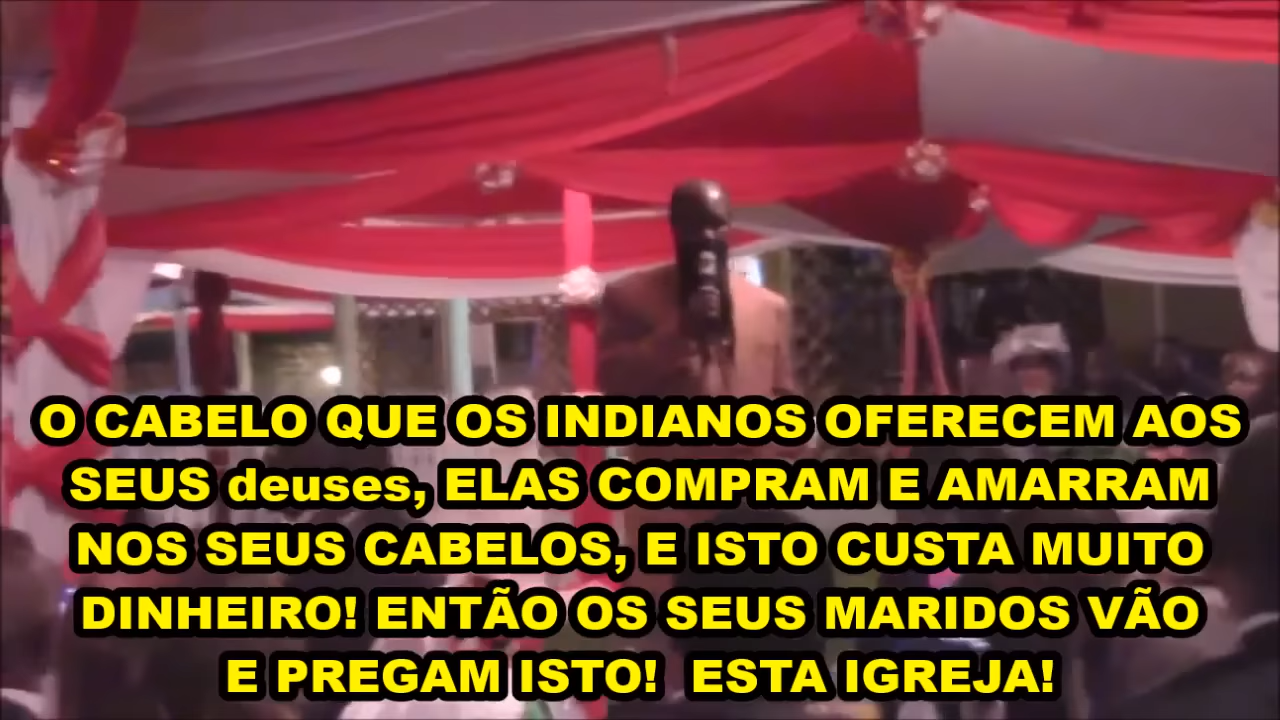 O CABELO QUE OS INDIANOS OFERECEM AOS
SEUS deuses, ELAS COMPRAM E AMARRAM
NOS SEUS CABELOS, E ISTO CUSTA MUITO
DINHEIRO! ENTÃO OS SEUS MARIDOS VÃO
E PREGAM ISTO! ESTA IGREJA!